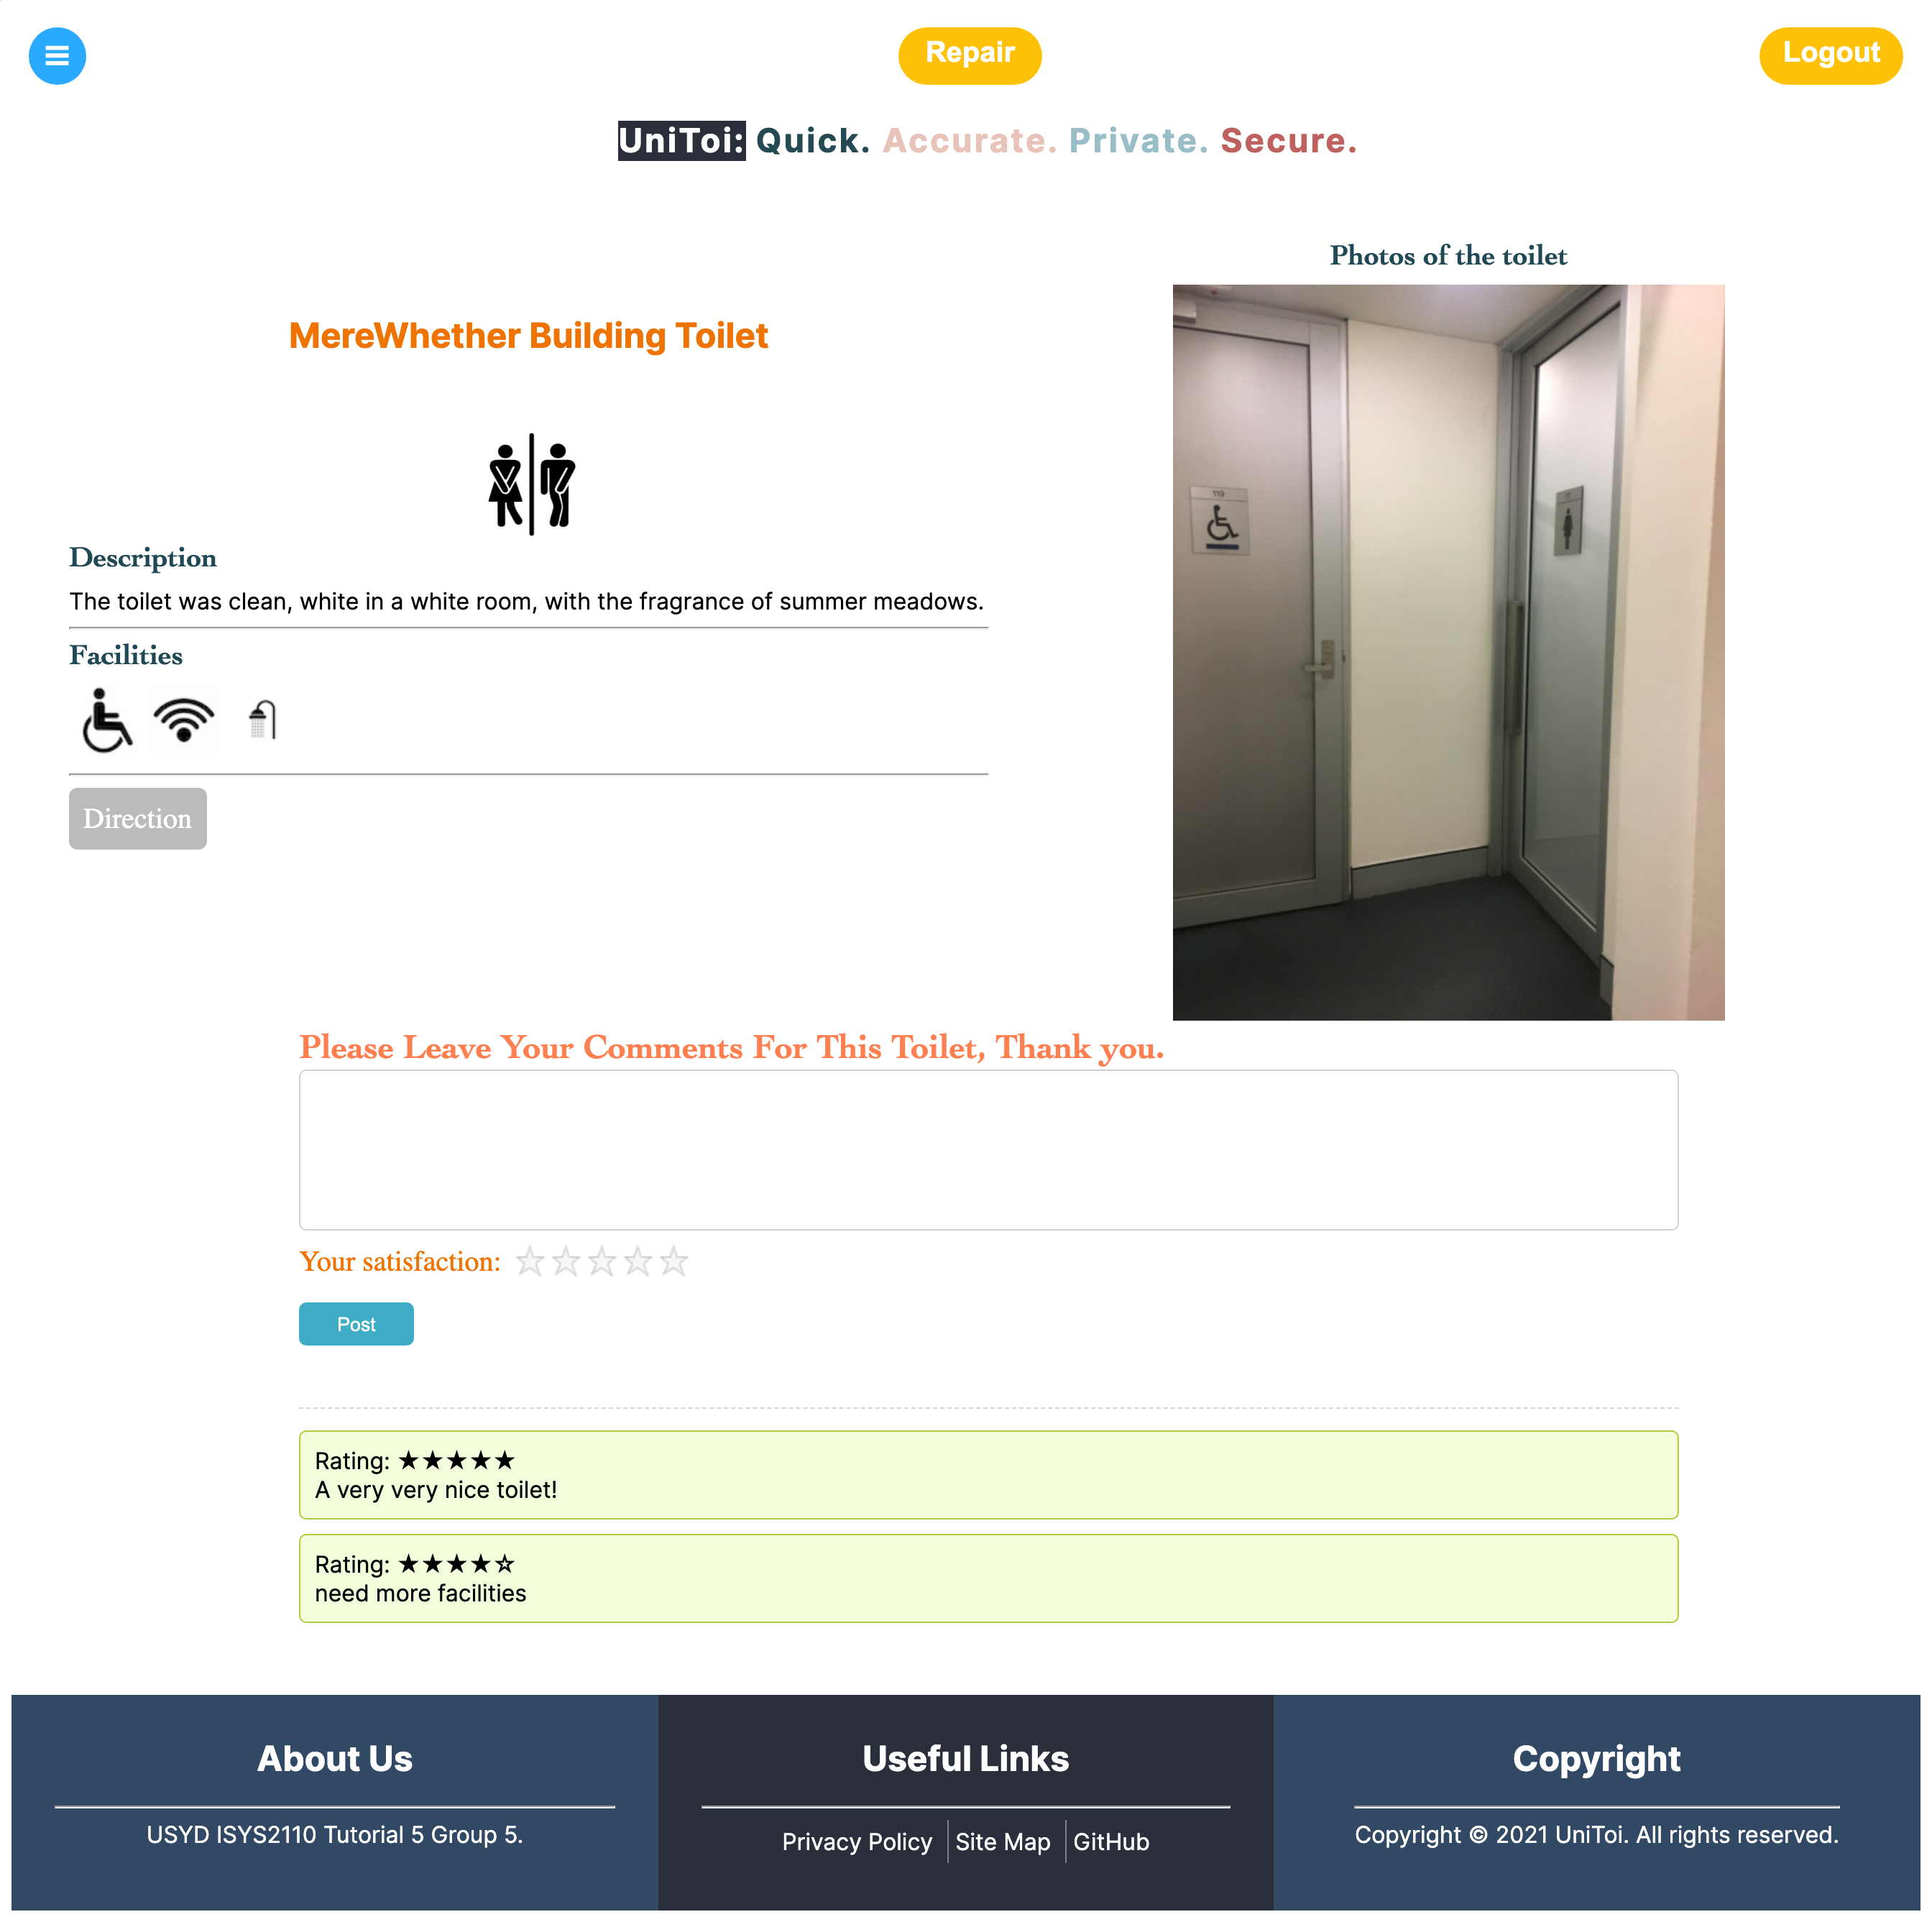 Repair
Logout
UniToi: Quick. Accurate. Private. Secure.
Photos of the toilet
MereWhether Building Toilet
119
Description
The toilet was clean, white in a white room, with the fragrance of summer meadows.
Facilities
Direction
Please Leave Your Comments For This Toilet, Thank you.
Your satisfaction:
Post
Rating: ★★★★★
A very very nice toilet!
Rating: ★★★★☆
need more facilities
About Us
USYD ISYS2110 Tutorial 5 Group 5.
Useful Links
Privacy Policy
Site Map
GitHub
Copyright
Copyright © 2021 UniToi. All rights reserved.